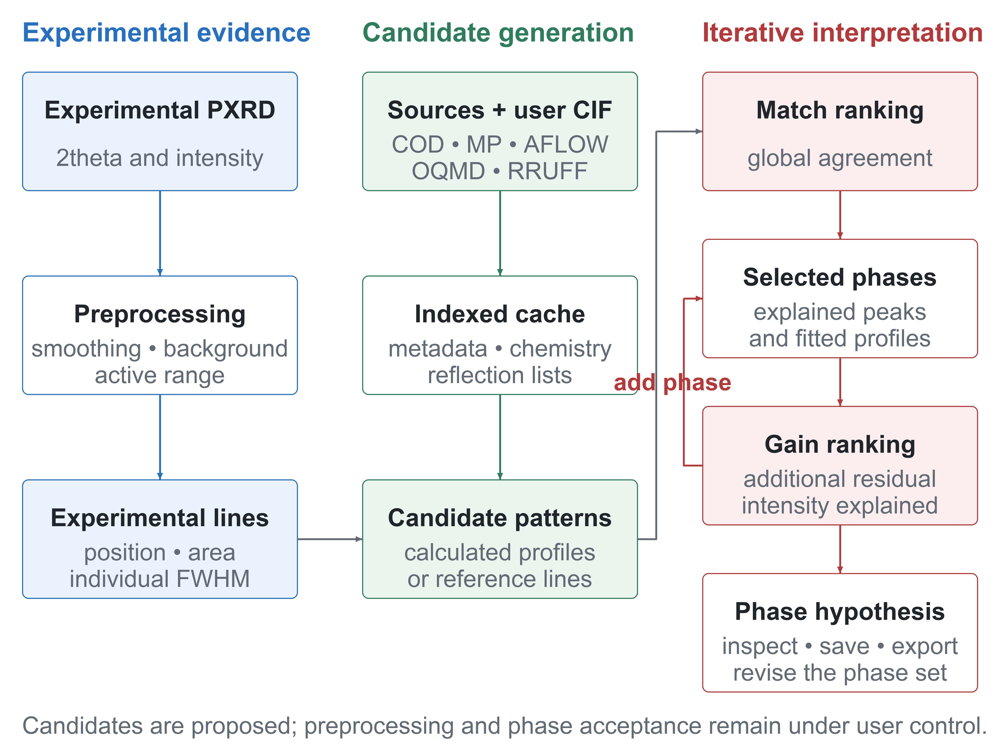 Experimental evidence
Experimental PXRD
2theta and intensity
Preprocessing
smoothing • background
active range
Experimental lines
position • area
individual FWHM
Candidate generation
Sources + user CIF
COD • MP • AFLOW
OQMD • RRUFF
Indexed cache
metadata • chemistry
reflection lists
Candidate patterns
calculated profiles
or reference lines
Iterative interpretation
Match ranking
global agreement
Selected phases
explained peaks
and fitted profiles
add phase
Gain ranking
additional residual
intensity explained
Phase hypothesis
inspect • save • export
revise the phase set
Candidates are proposed; preprocessing and phase acceptance remain under user control.